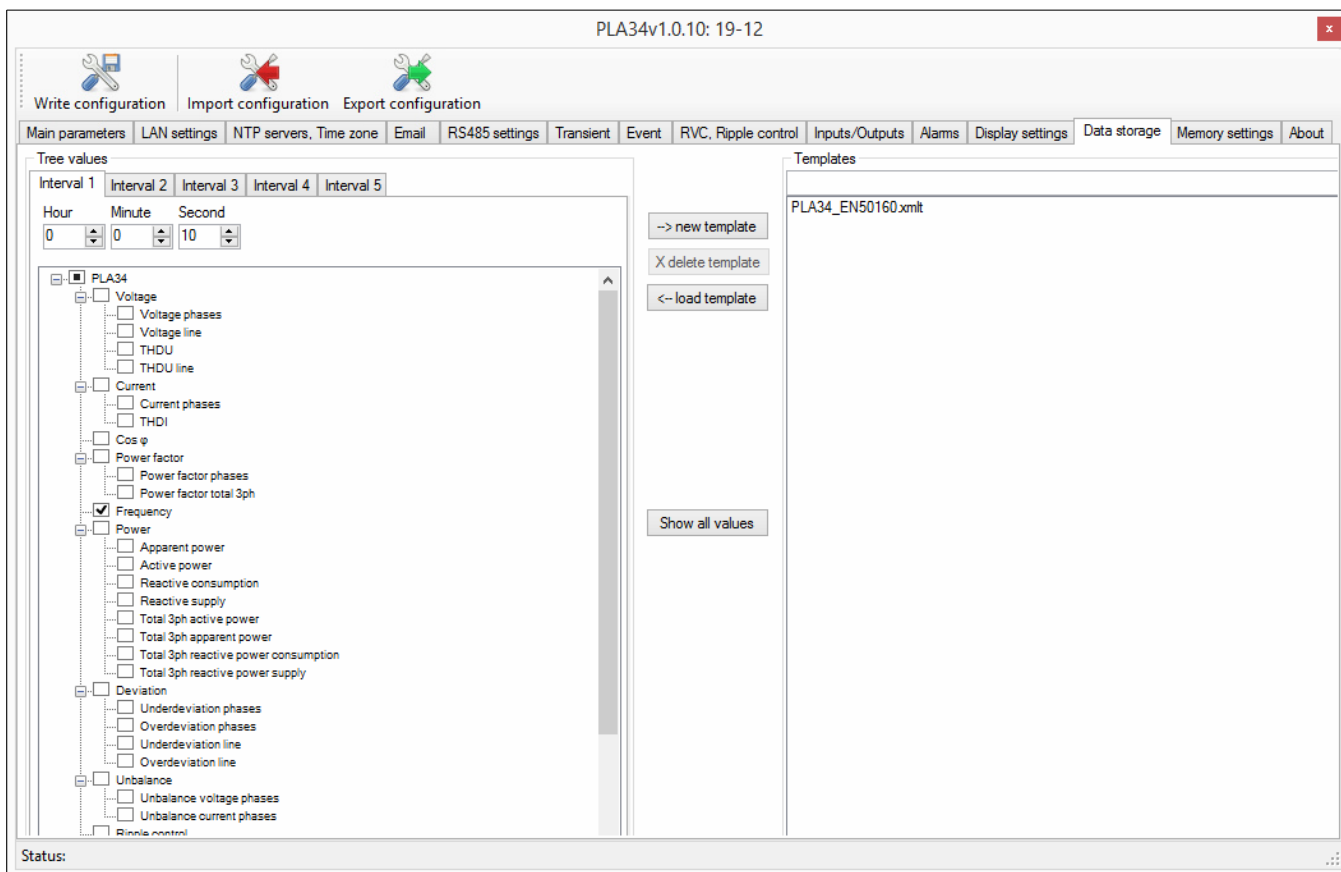 PLA34v1.0.10: 19-12
x
Write configuration Import configuration Export configuration
Main parameters LAN settings NTP servers, Time zone Email RS485 settings Transient Event RVC, Ripple control Inputs/Outputs Alarms Display settings Data storage Memory settings About
Tree values
Interval 1 Interval 2 Interval 3 Interval 4 Interval 5
Hour Minute Second
0 0 10
PLA34
Voltage
Voltage phases
Voltage line
THDU
THDU line
Current
Current phases
THDI
Cos φ
Power factor
Power factor phases
Power factor total 3ph
Frequency
Power
Apparent power
Active power
Reactive consumption
Reactive supply
Total 3ph active power
Total 3ph apparent power
Total 3ph reactive power consumption
Total 3ph reactive power supply
Deviation
Underdeviation phases
Overdeviation phases
Underdeviation line
Overdeviation line
Unbalance
Unbalance voltage phases
Unbalance current phases
Ripple control
--> new template
X delete template
<-- load template
Show all values
Templates
PLA34_EN50160.xmlt
Status: